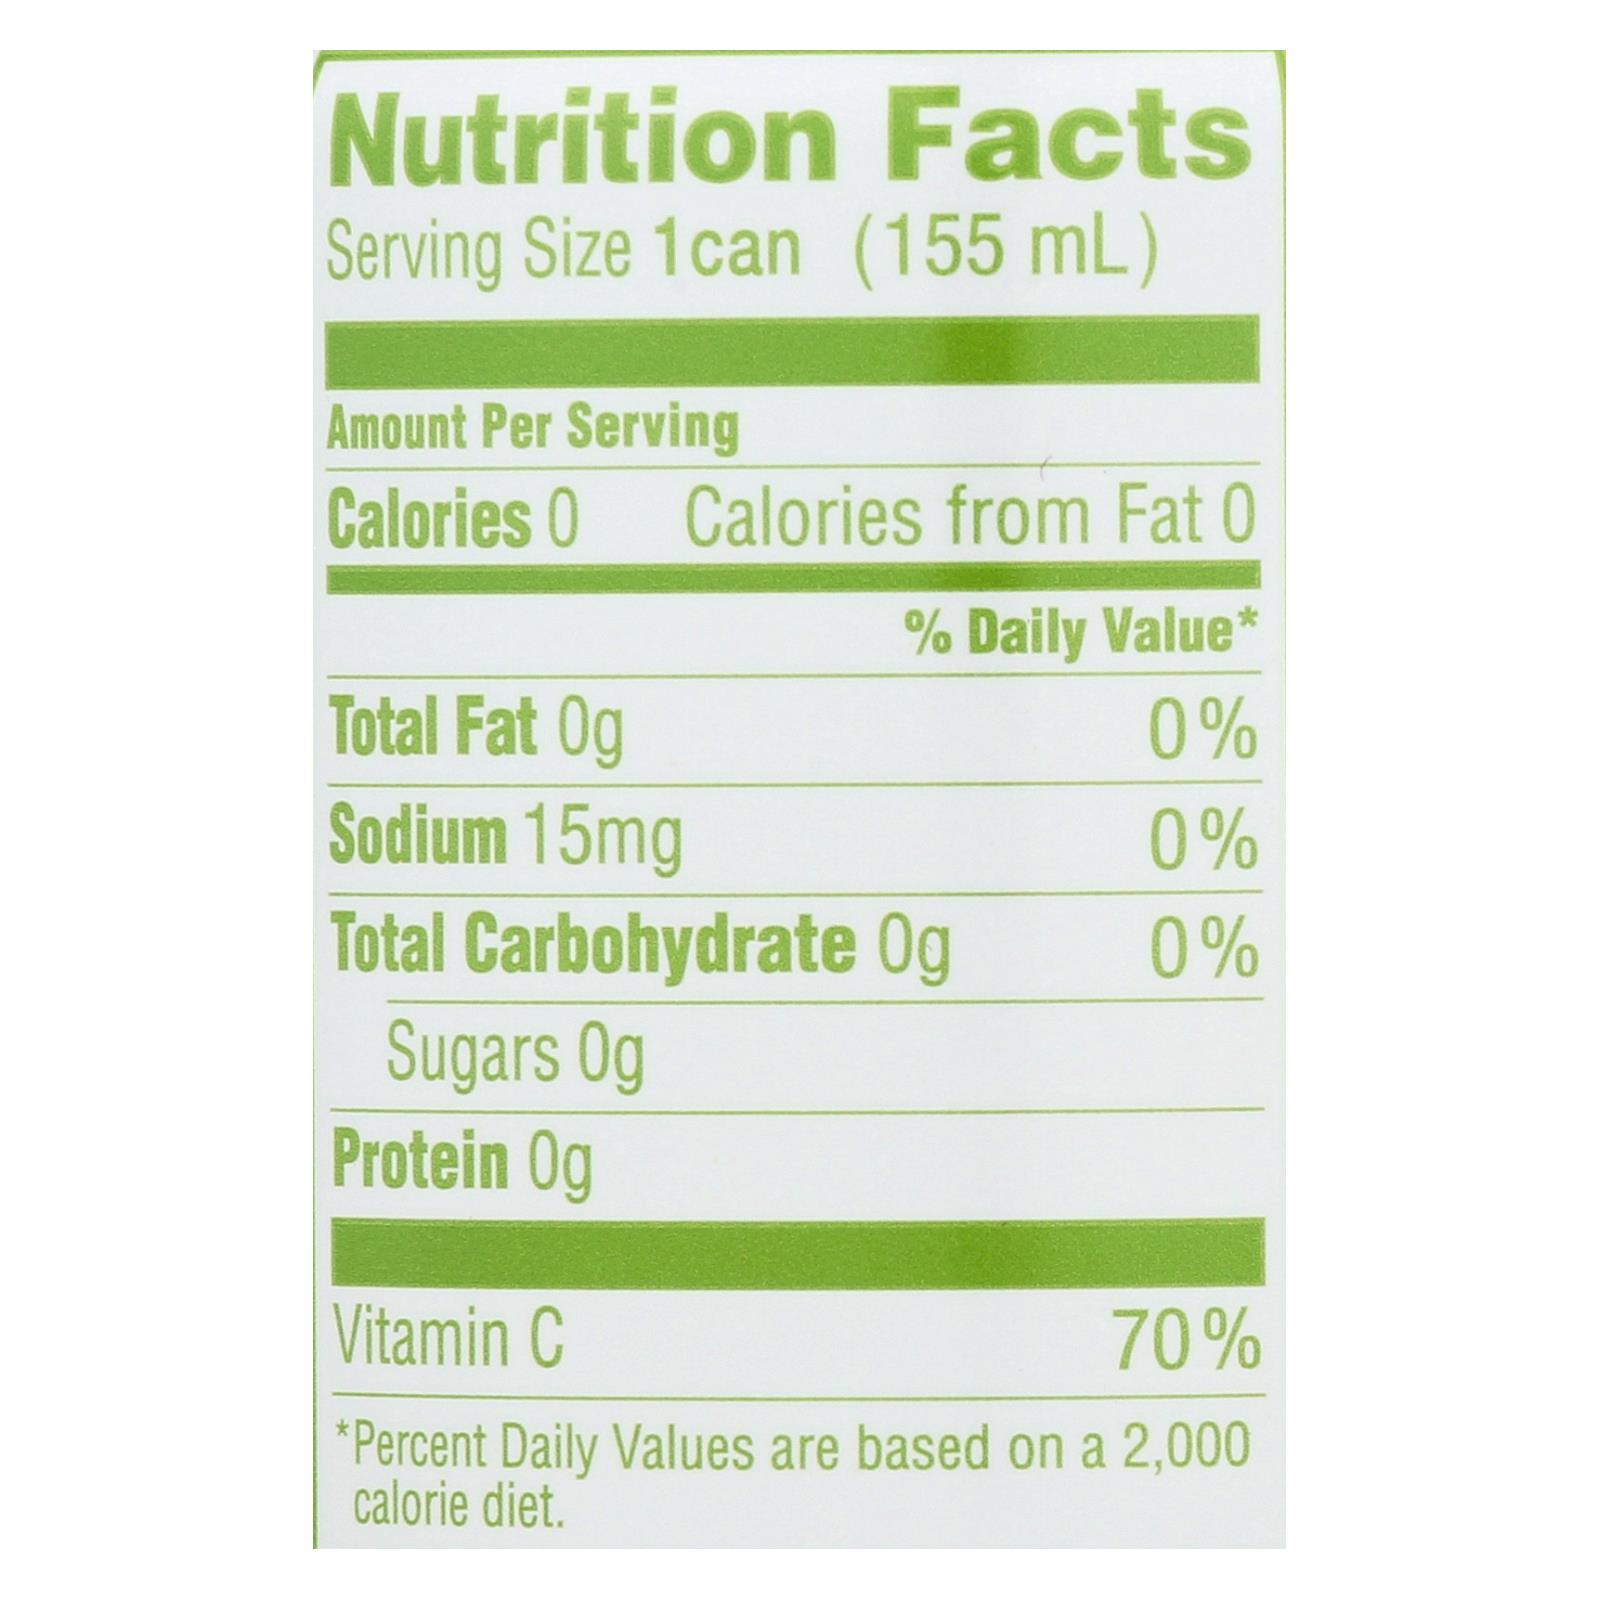 Nutrition Facts
Serving Size 1can (155 mL)
Amount Per Serving
Calories 0 Calories from Fat 0
% Daily Value*
Total Fat 0g 0%
Sodium 15mg 0%
Total Carbohydrate 0g 0%
Sugars 0g
Protein 0g
Vitamin C 70%
*Percent Daily Values are based on a 2,000
calorie diet.